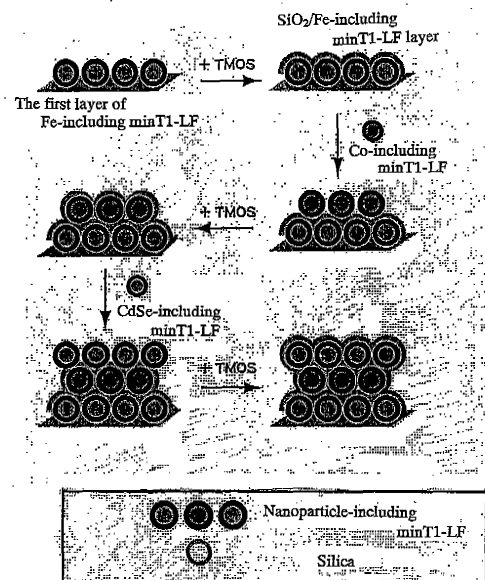 SiO₂/Fe-including
minT1-LF layer
+ TMOS
The first layer of
Fe-including minT1-LF
Co-including
minT1-LF
+ TMOS
CdSe-including
minT1-LF
+ TMOS
Nanoparticle-including
minT1-LF
Silica